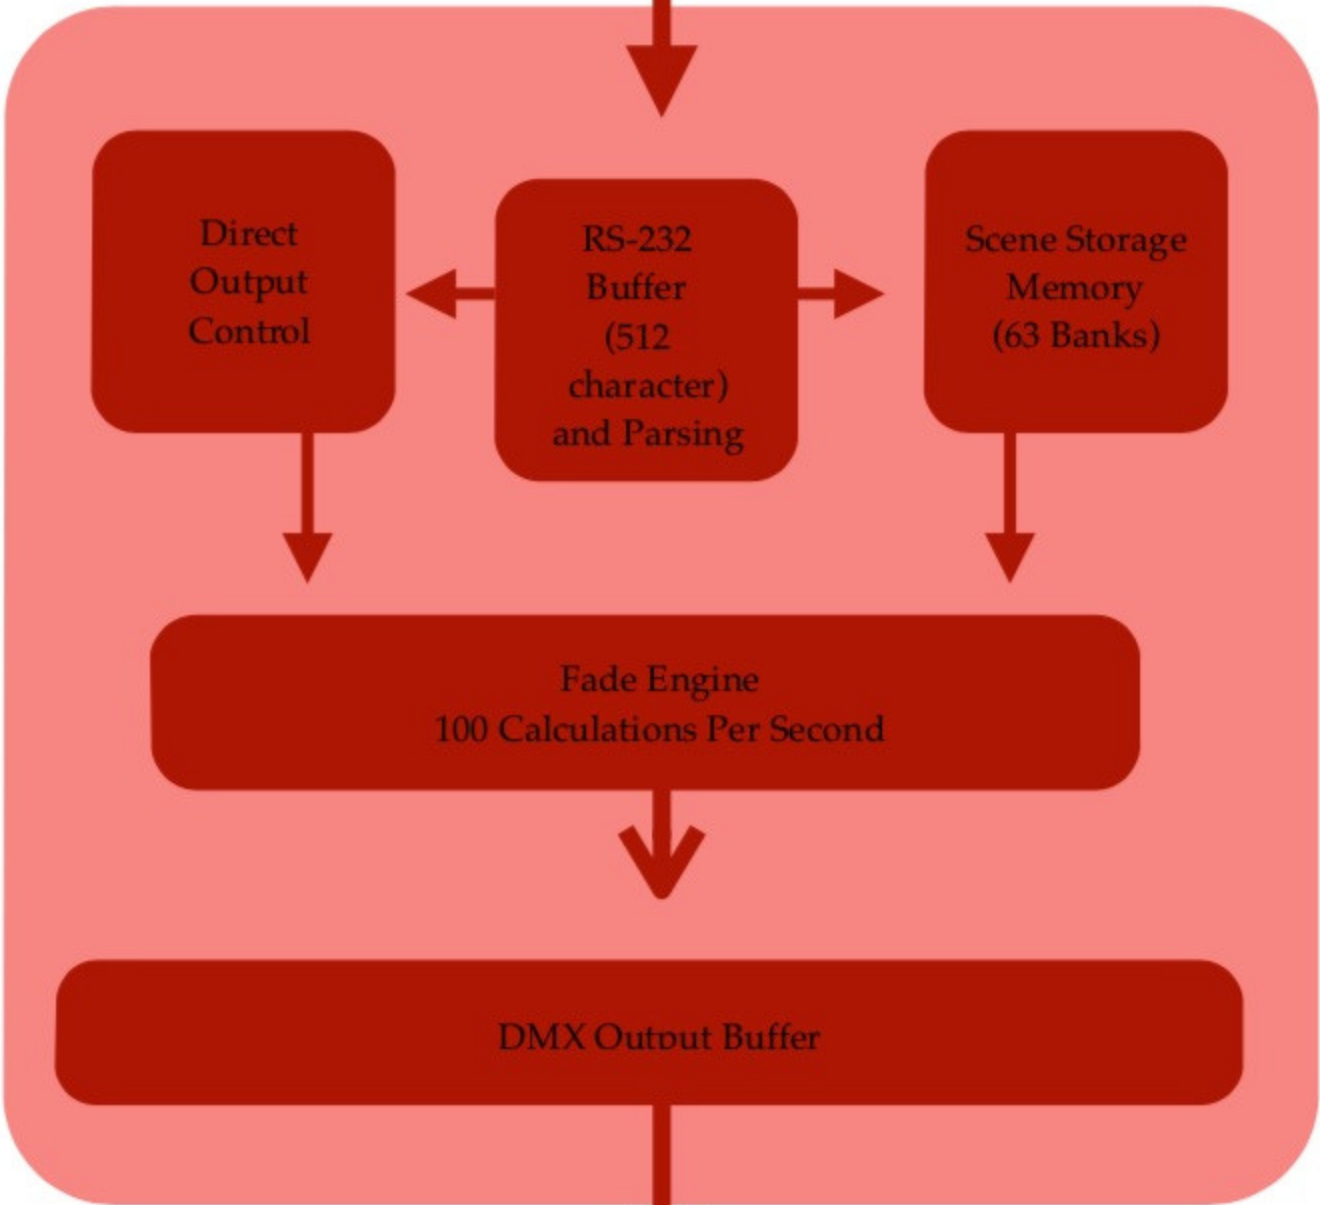 Direct
Output
Control
RS-232
Buffer
(512
character)
and Parsing
Scene Storage
Memory
(63 Banks)
Fade Engine
100 Calculations Per Second
DMX Output Buffer